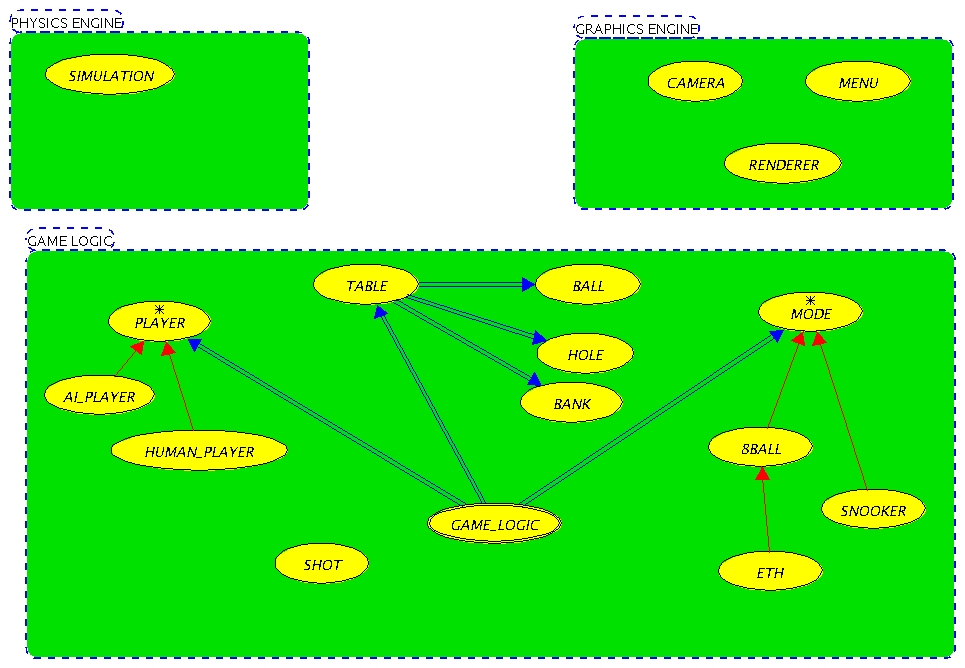 PHYSICS ENGINE
GRAPHICS ENGINE
SIMULATION
CAMERA
MENU
RENDERER
GAME LOGIC
TABLE
BALL
*
PLAYER
*
MODE
HOLE
AI_PLAYER
BANK
HUMAN_PLAYER
8BALL
SNOOKER
GAME_LOGIC
SHOT
ETH